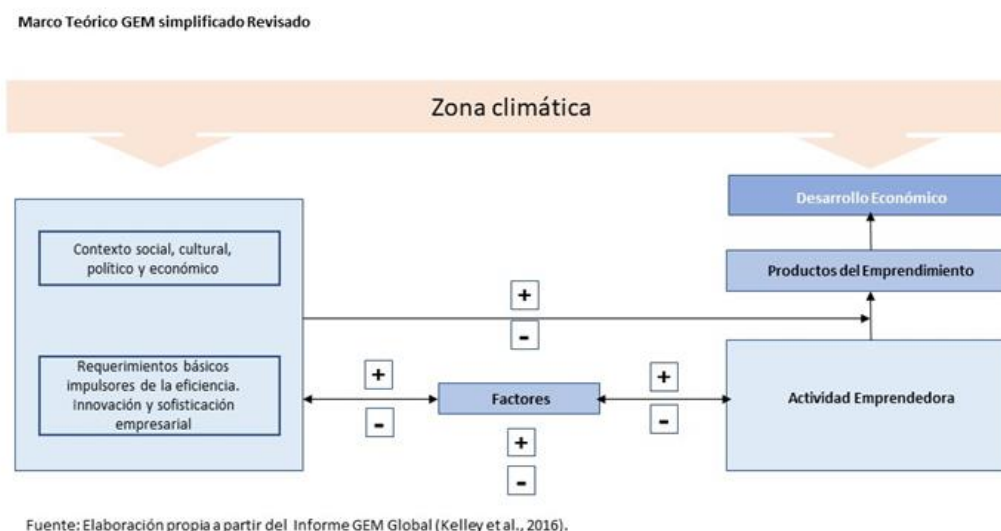 Marco Teórico GEM simplificado Revisado
Zona climática
Desarrollo Económico
Contexto social, cultural,
político y económico
Productos del Emprendimiento
+
-
Requerimientos básicos
impulsores de la eficiencia.
Innovación y sofisticación
empresarial
+
-
Factores
+
-
+
-
Actividad Emprendedora
Fuente: Elaboración propia a partir del Informe GEM Global (Kelley et al., 2016).